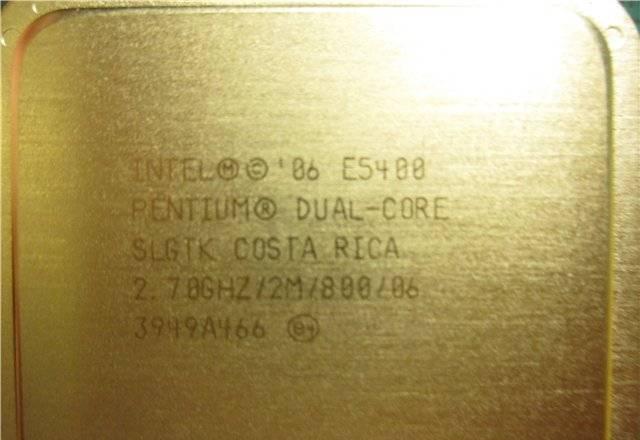 INTEL®©'06 E5400
PENTIUM® DUAL-CORE
SLGTK COSTA RICA
2.70GHZ/2M/800/06
3949A466 e4